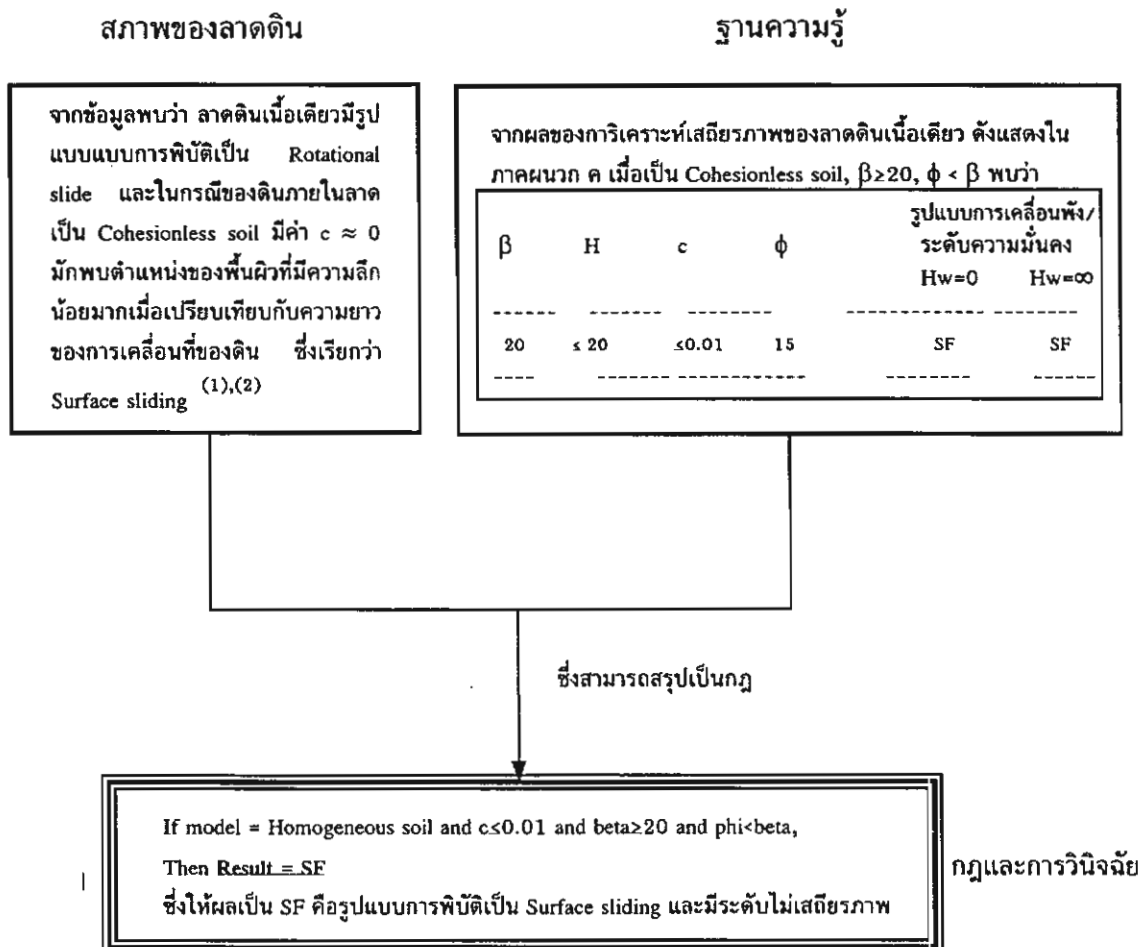 สภาพของลาดดิน
ฐานความรู้
จากข้อมูลพบว่า ลาดดินเนื้อเดียวมีรูป
แบบแบบการพิบัติเป็น Rotational
slide และในกรณีของดินภายในลาด
เป็น Cohesionless soil มีค่า c ≈ 0
มักพบตำแหน่งของพื้นผิวที่มีความลึก
น้อยมากเมื่อเปรียบเทียบกับความยาว
ของการเคลื่อนที่ของดิน ซึ่งเรียกว่า
Surface sliding (1),(2)
จากผลของการิเคราะห์เสถียรภาพของลาดดินเนื้อเดียว ดังแสดงใน
ภาคผนวก ค เมื่อเป็น Cohesionless soil, β≥20, ϕ < β พบว่า
รูปแบบการเคลื่อนพัง/
β H c ϕ ระดับความมั่นคง
Hw=0 Hw=∞
------ ------- -------- ------------- --------
20 ≤ 20 ≤0.01 15 SF SF
---- ------- ------------ -------- ------
ซึ่งสามารถสรุปเป็นกฎ
If model = Homogeneous soil and c≤0.01 and beta≥20 and phi<beta,
Then Result = SF
ซึ่งให้ผลเป็น SF คือรูปแบบการพิบัติเป็น Surface sliding และมีระดับไม่เสถียรภาพ
กฎและการวินิจฉัย